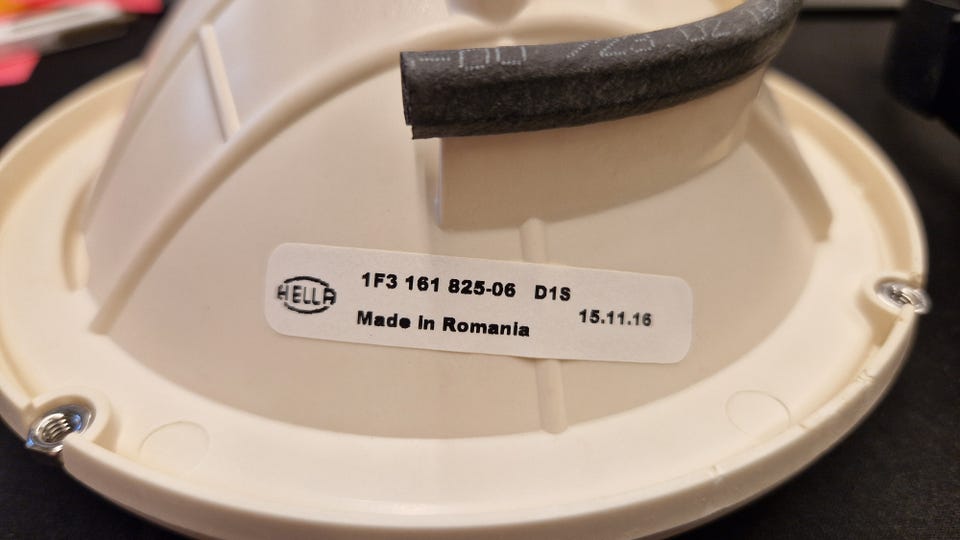 HELLA
1F3 161 825-06 D1S
15.11.16
Made in Romania